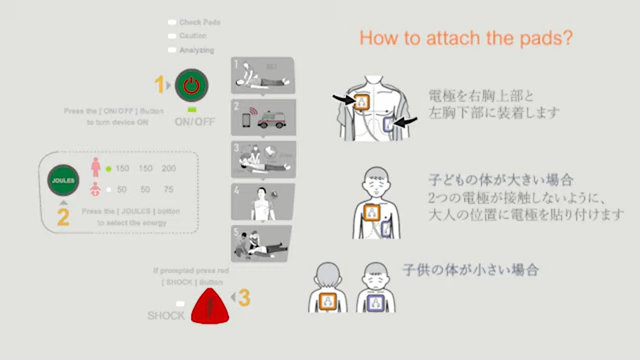 Check Pads
Caution
Analyzing
How to attach the pads?
1
Press the [ ON/OFF ] Button
to turn device ON
ON/OFF
1
2
3
4
5
電極を右胸上部と
左胸下部に装着します
JOULES
150 150 200
50 50 75
2
Press the [ JOULES ] button
to select the energy
子どもの体が大きい場合
2つの電極が接触しないように、
大人の位置に電極を貼り付けます
子供の体が小さい場合
If prompted press red
[ SHOCK ] Button
SHOCK
3